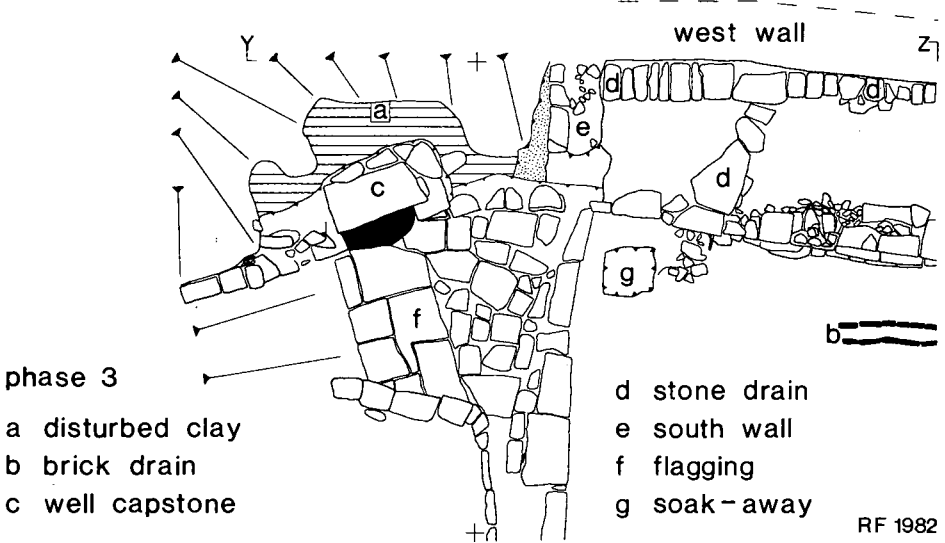 west wall
Y
Z
d
d
a
e
c
d
g
f
b
phase 3
a disturbed clay
b brick drain
c well capstone
d stone drain
e south wall
f flagging
g soak-away
RF 1982